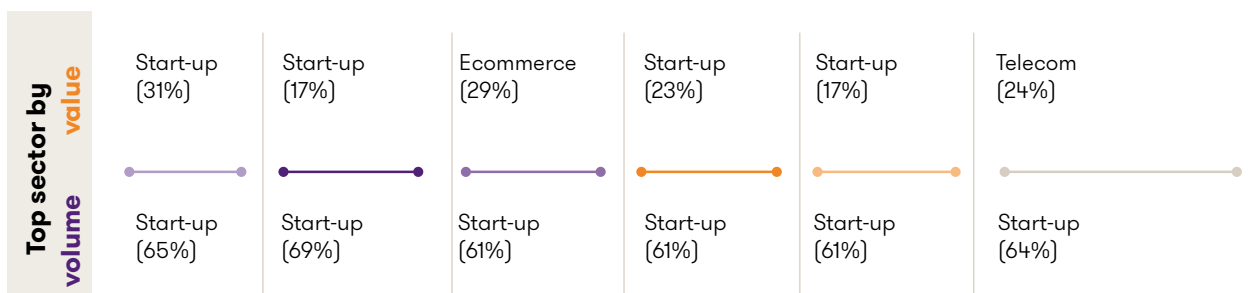 Top sector by
value
volume
Start-up
(31%)
Start-up
(17%)
Ecommerce
(29%)
Start-up
(23%)
Start-up
(17%)
Telecom
(24%)
Start-up
(65%)
Start-up
(69%)
Start-up
(61%)
Start-up
(61%)
Start-up
(61%)
Start-up
(64%)